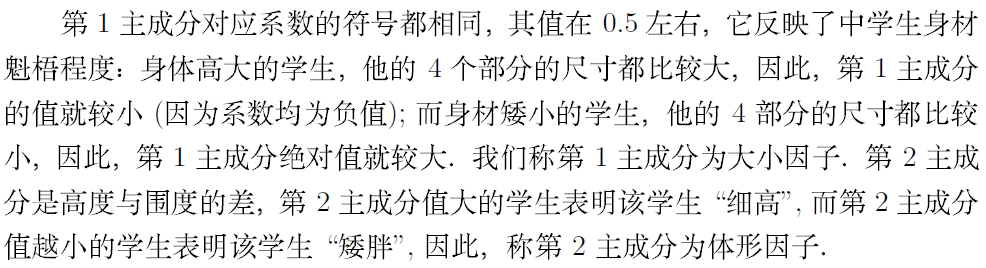 第 1 主成分对应系数的符号都相同, 其值在 0.5 左右, 它反映了中学生身材
魁梧程度: 身体高大的学生, 他的 4 个部分的尺寸都比较大, 因此, 第 1 主成分
的值就较小 (因为系数均为负值); 而身材矮小的学生, 他的 4 部分的尺寸都比较
小, 因此, 第 1 主成分绝对值就较大. 我们称第 1 主成分为大小因子. 第 2 主成
分是高度与围度的差, 第 2 主成分值大的学生表明该学生 “细高”, 而第 2 主成分
值越小的学生表明该学生 “矮胖”, 因此, 称第 2 主成分为体形因子.